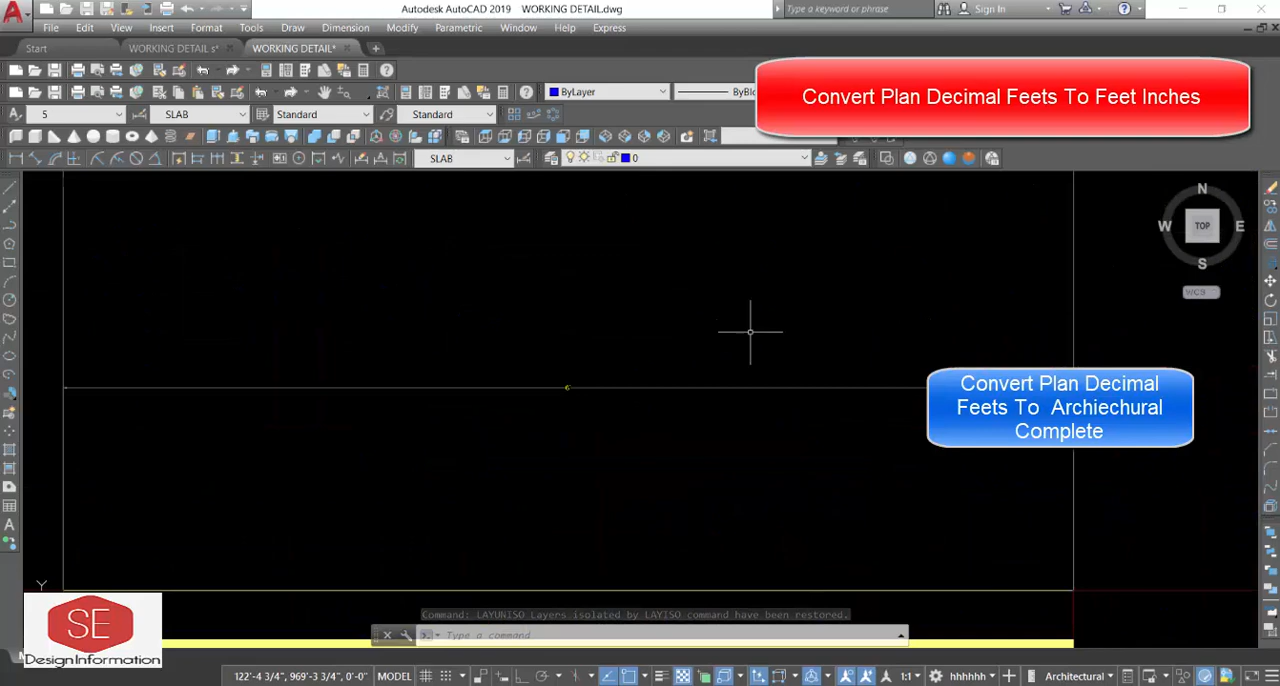 Autodesk AutoCAD 2019 WORKING DETAIL.dwg
Type a keyword or phrase
Sign In
File Edit View Insert Format Tools Draw Dimension Modify Parametric Window Help Express
Start
WORKING DETAIL s*
WORKING DETAIL*
ByLayer
ByBl
Convert Plan Decimal Feets To Feet Inches
5
SLAB
Standard
Standard
SLAB
0
N
W
TOP
E
S
Convert Plan Decimal
Feets To Archiechural
Complete
Y
Command: LAYUNISO Layers isolated by LAYISO command have been restored.
Type a command
SE
Design Information
122'-4 3/4", 969'-3 3/4", 0'-0"
MODEL
1:1
hhhhhh
Architectural